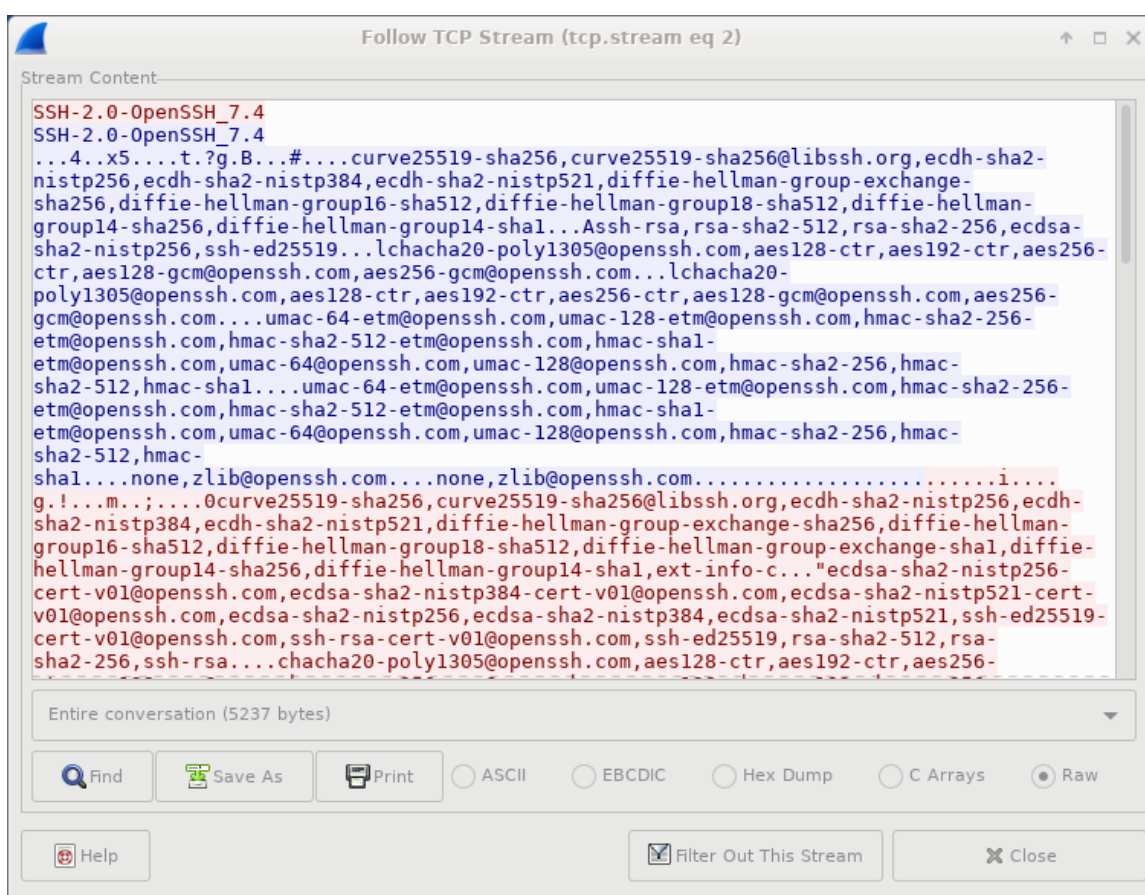 Follow TCP Stream (tcp.stream eq 2)
Stream Content
SSH-2.0-OpenSSH_7.4
SSH-2.0-OpenSSH_7.4
...4..x5....t.?g.B...#....curve25519-sha256,curve25519-sha256@libssh.org,ecdh-sha2-
nistp256,ecdh-sha2-nistp384,ecdh-sha2-nistp521,diffie-hellman-group-exchange-
sha256,diffie-hellman-group16-sha512,diffie-hellman-group18-sha512,diffie-hellman-
group14-sha256,diffie-hellman-group14-sha1...Assh-rsa,rsa-sha2-512,rsa-sha2-256,ecdsa-
sha2-nistp256,ssh-ed25519...lchacha20-poly1305@openssh.com,aes128-ctr,aes192-ctr,aes256-
ctr,aes128-gcm@openssh.com,aes256-gcm@openssh.com...lchacha20-
poly1305@openssh.com,aes128-ctr,aes192-ctr,aes256-ctr,aes128-gcm@openssh.com,aes256-
gcm@openssh.com....umac-64-etm@openssh.com,umac-128-etm@openssh.com,hmac-sha2-256-
etm@openssh.com,hmac-sha2-512-etm@openssh.com,hmac-sha1-
etm@openssh.com,umac-64@openssh.com,umac-128@openssh.com,hmac-sha2-256,hmac-
sha2-512,hmac-sha1....umac-64-etm@openssh.com,umac-128-etm@openssh.com,hmac-sha2-256-
etm@openssh.com,hmac-sha2-512-etm@openssh.com,hmac-sha1-
etm@openssh.com,umac-64@openssh.com,umac-128@openssh.com,hmac-sha2-256,hmac-
sha2-512,hmac-
sha1....none,zlib@openssh.com....none,zlib@openssh.com..........................i....
g.!...m..;....0curve25519-sha256,curve25519-sha256@libssh.org,ecdh-sha2-nistp256,ecdh-
sha2-nistp384,ecdh-sha2-nistp521,diffie-hellman-group-exchange-sha256,diffie-hellman-
group16-sha512,diffie-hellman-group18-sha512,diffie-hellman-group-exchange-sha1,diffie-
hellman-group14-sha256,diffie-hellman-group14-sha1,ext-info-c..."ecdsa-sha2-nistp256-
cert-v01@openssh.com,ecdsa-sha2-nistp384-cert-v01@openssh.com,ecdsa-sha2-nistp521-cert-
v01@openssh.com,ecdsa-sha2-nistp256,ecdsa-sha2-nistp384,ecdsa-sha2-nistp521,ssh-ed25519-
cert-v01@openssh.com,ssh-rsa-cert-v01@openssh.com,ssh-ed25519,rsa-sha2-512,rsa-
sha2-256,ssh-rsa....chacha20-poly1305@openssh.com,aes128-ctr,aes192-ctr,aes256-
Entire conversation (5237 bytes)
Find Save As Print ASCII EBCDIC Hex Dump C Arrays Raw
Help Filter Out This Stream Close